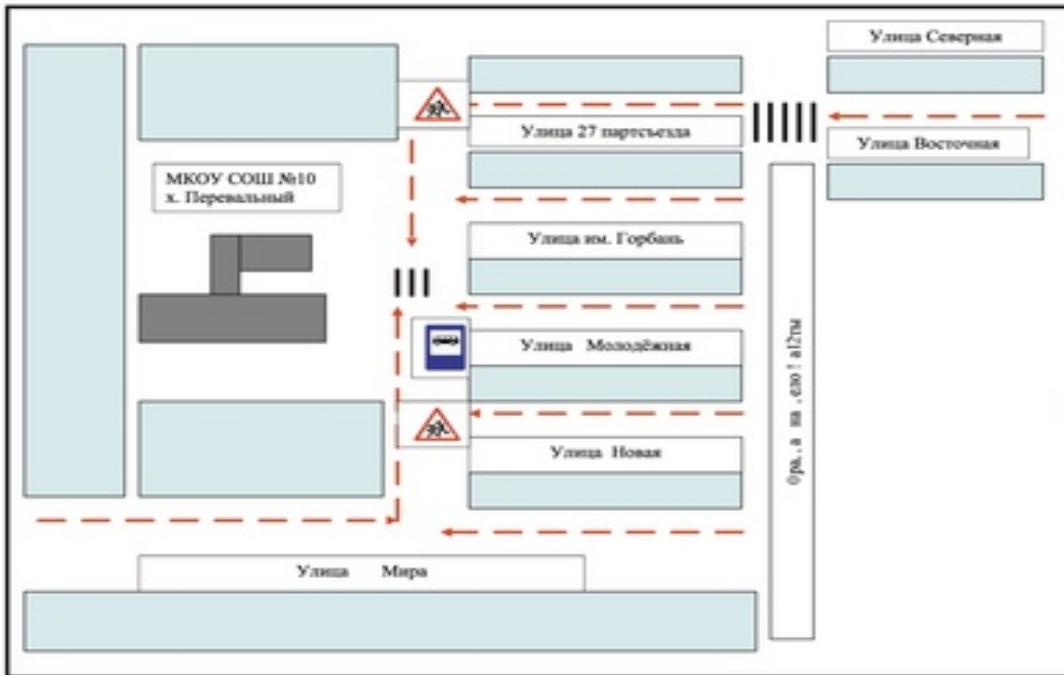 Улица Северная
Улица 27 партсъезда
Улица Восточная
МКОУ СОШ №10
х. Перевальный
Улица им. Горбань
Улица Молодёжная
Улица Новая
Улица Мира